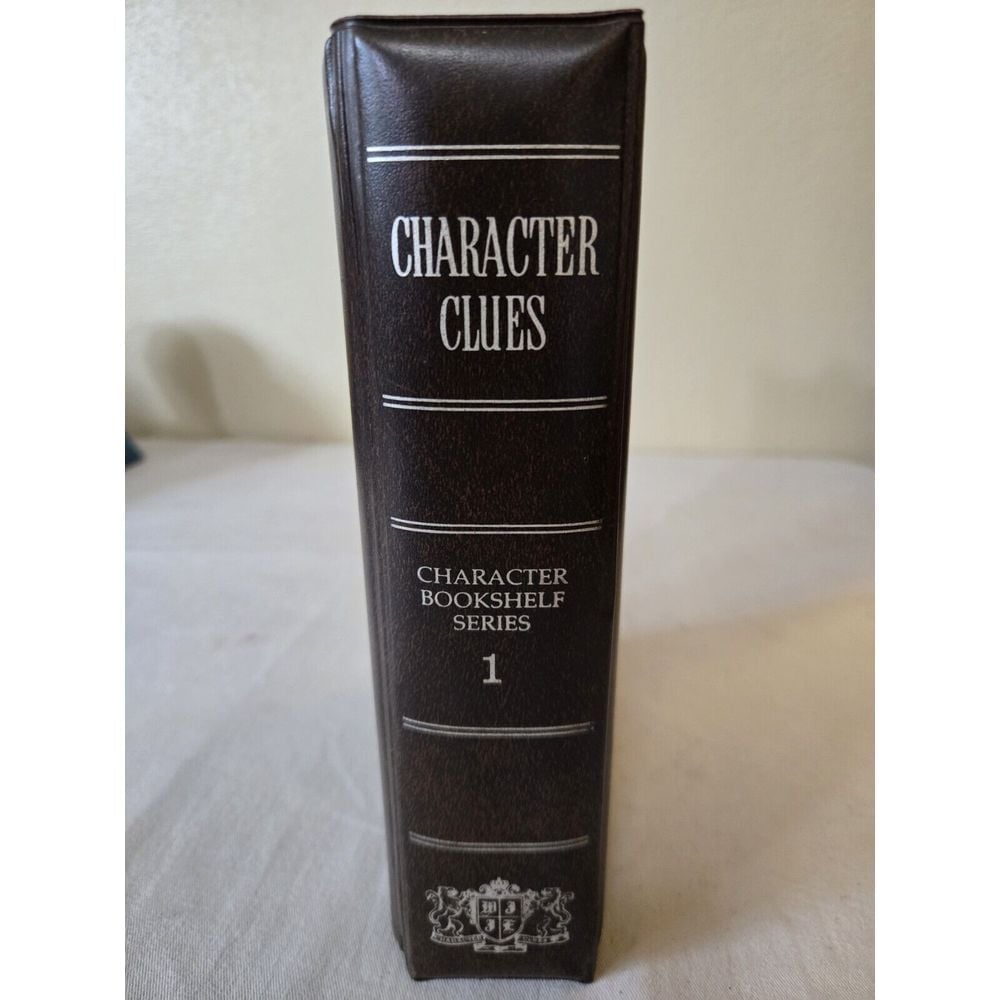 CHARACTER
CLUES
CHARACTER
BOOKSHELF
SERIES
1